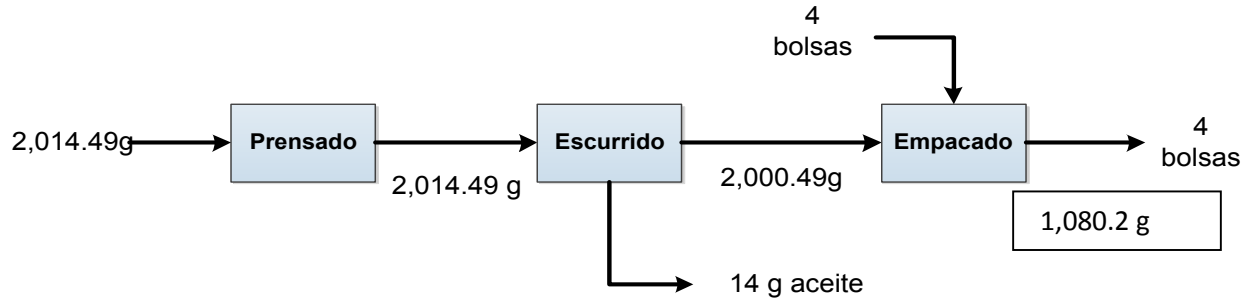 4
bolsas
2,014.49g
Prensado
2,014.49 g
Escurrido
2,000.49g
Empacado
4
bolsas
1,080.2 g
14 g aceite